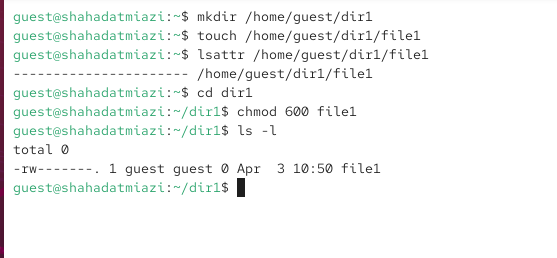 guest@shahadatmiazi:~$ mkdir /home/guest/dir1
guest@shahadatmiazi:~$ touch /home/guest/dir1/file1
guest@shahadatmiazi:~$ lsattr /home/guest/dir1/file1
---------------------- /home/guest/dir1/file1
guest@shahadatmiazi:~$ cd dir1
guest@shahadatmiazi:~/dir1$ chmod 600 file1
guest@shahadatmiazi:~/dir1$ ls -l
total 0
-rw-------. 1 guest guest 0 Apr  3 10:50 file1
guest@shahadatmiazi:~/dir1$